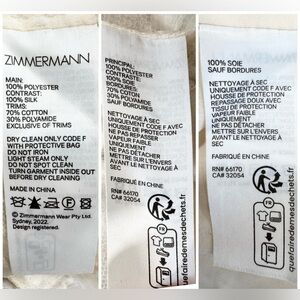 ZIMMERMANN
MAIN:
100% POLYESTER
CONTRAST:
100% SILK
TRIMS:
70% COTTON
30% POLYAMIDE
EXCLUSIVE OF TRIMS
DRY CLEAN ONLY CODE F
WITH PROTECTIVE BAG
DO NOT IRON
LIGHT STEAM ONLY
DO NOT SPOT CLEAN
TURN GARMENT INSIDE OUT
BEFORE DRY CLEANING
MADE IN CHINA
© Zimmermann Wear Pty Ltd.
Sydney, 2022.
Design registered.
PRINCIPAL:
100% POLYESTER
CONTRASTE:
100% SOIE
BORDURES:
70% COTON
30% POLYAMIDE
SAUF BORDURES
NETTOYAGE À SEC
UNIQUEMENT CODE F AVEC
HOUSSE DE PROTECTION
NE PAS REPASSER
VAPEUR FAIBLE
UNIQUEMENT
NE PAS DÉTACHER
METTRE SUR L'ENVERS
AVANT LE NETTOYAGE À
SEC
FABRIQUÉ EN CHINE
RN# 66170
CA# 32054
FR
quefairedemesdechets.fr
100% SOIE
SAUF BORDURES
NETTOYAGE À SEC
UNIQUEMENT CODE F AVEC
HOUSSE DE PROTECTION
REPASSAGE DOUX AVEC
TISSU DE PROTECTION
VAPEUR FAIBLE
UNIQUEMENT
NE PAS DÉTACHER
METTRE SUR L'ENVERS
AVANT LE NETTOYAGE À
SEC
FABRIQUÉ EN CHINE
RN# 66170
CA# 32054
FR
quefairedemesdechets.fr